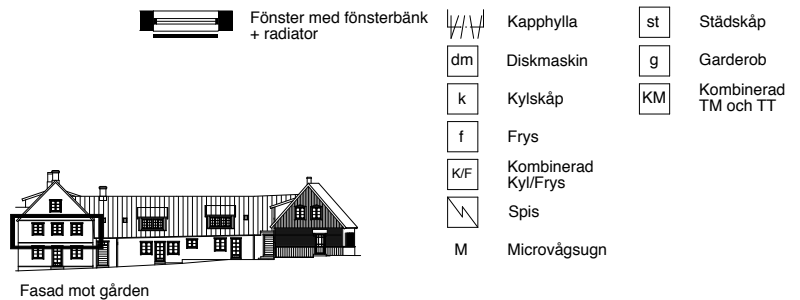 Fönster med fönsterbänk
+ radiator
Kapphylla
dm Diskmaskin
k Kylskåp
f Frys
K/F Kombinerad
Kyl/Frys
Spis
M Microvågsugn
st Städskåp
g Garderob
KM Kombinerad
TM och TT
Fasad mot gården